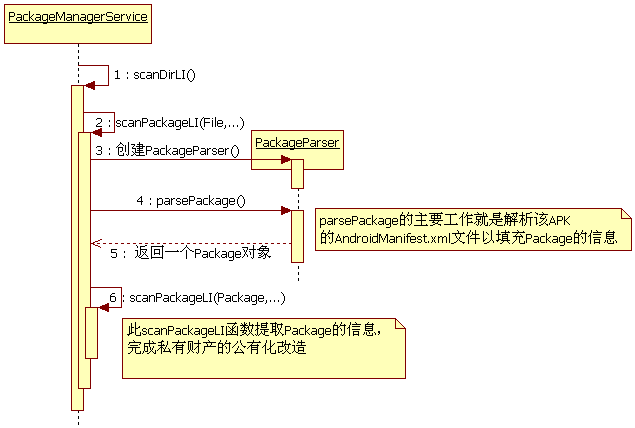 PackageManagerService
1 : scanDirLI()
2 : scanPackageLI(File,...)
3 : 创建PackageParser()
PackageParser
4 : parsePackage()
parsePackage的主要工作就是解析该APK
的AndroidManifest.xml文件以填充Package的信息
5 : 返回一个Package对象
6 : scanPackageLI(Package,...)
此scanPackageLI函数提取Package的信息，
完成私有财产的公有化改造